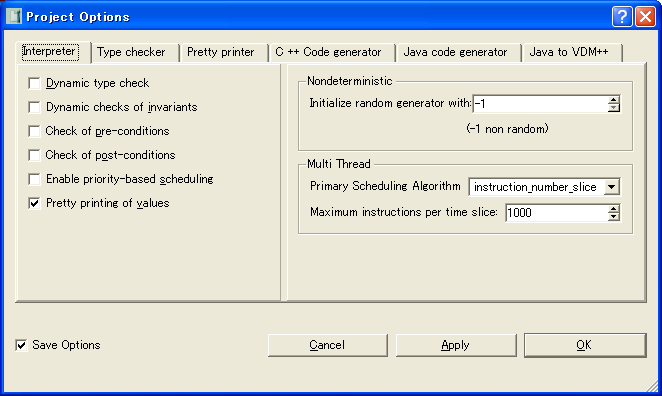 Project Options
Interpreter
Type checker
Pretty printer
C ++ Code generator
Java code generator
Java to VDM++
Dynamic type check
Dynamic checks of invariants
Check of pre-conditions
Check of post-conditions
Enable priority-based scheduling
Pretty printing of values
Nondeterministic
Initialize random generator with: -1
(-1 non random)
Multi Thread
Primary Scheduling Algorithm instruction_number_slice
Maximum instructions per time slice: 1000
Save Options
Cancel
Apply
OK